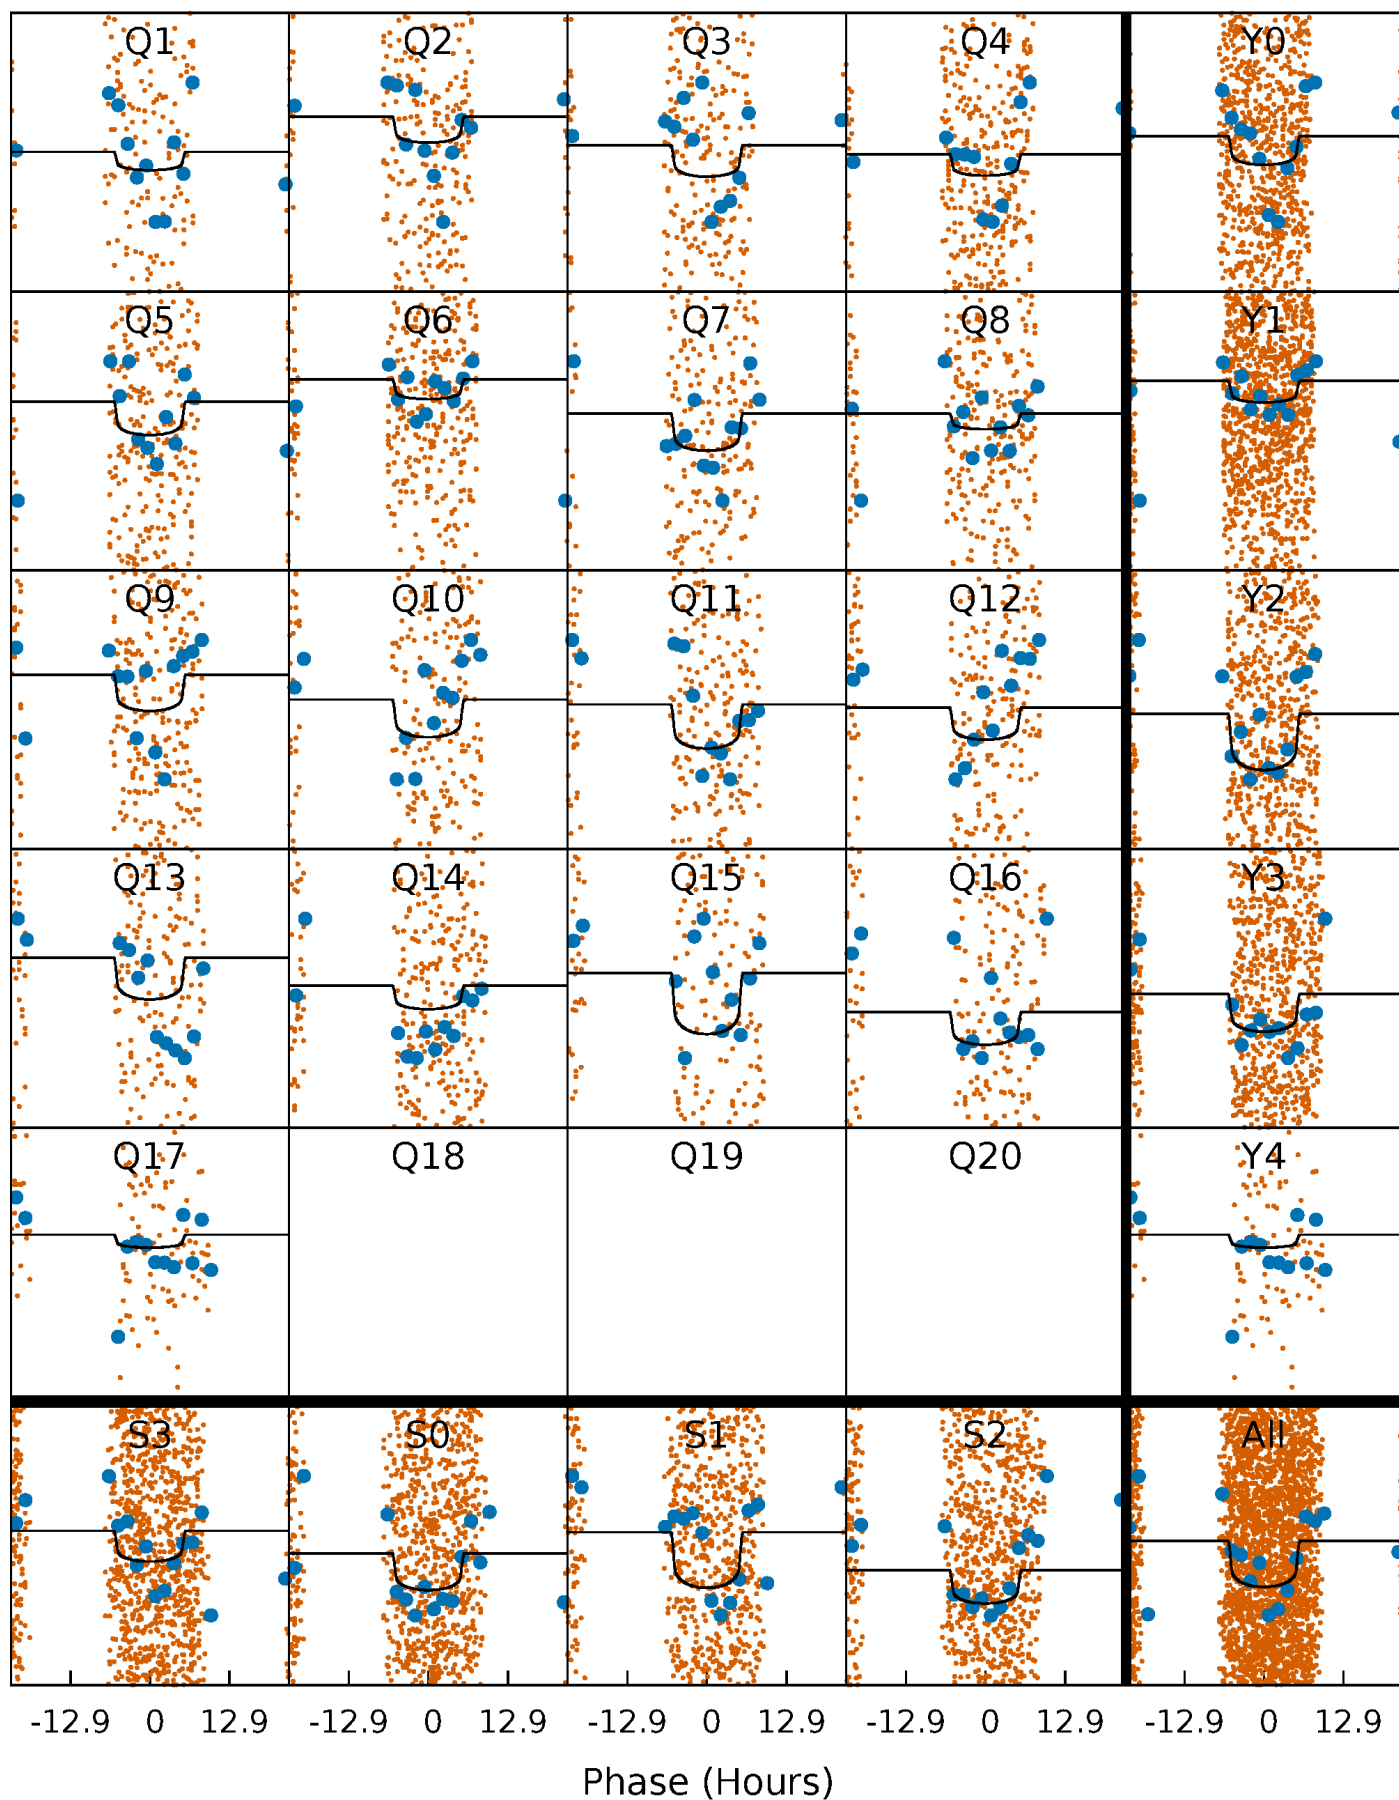 Q1 Q2 Q3 Q4 Y0
Q5 Q6 Q7 Q8 Y1
Q9 Q10 Q11 Q12 Y2
Q13 Q14 Q15 Q16 Y3
Q17 Q18 Q19 Q20 Y4
S3 S0 S1 S2 All
-12.9 0 12.9 -12.9 0 12.9 -12.9 0 12.9 -12.9 0 12.9 -12.9 0 12.9
Phase (Hours)